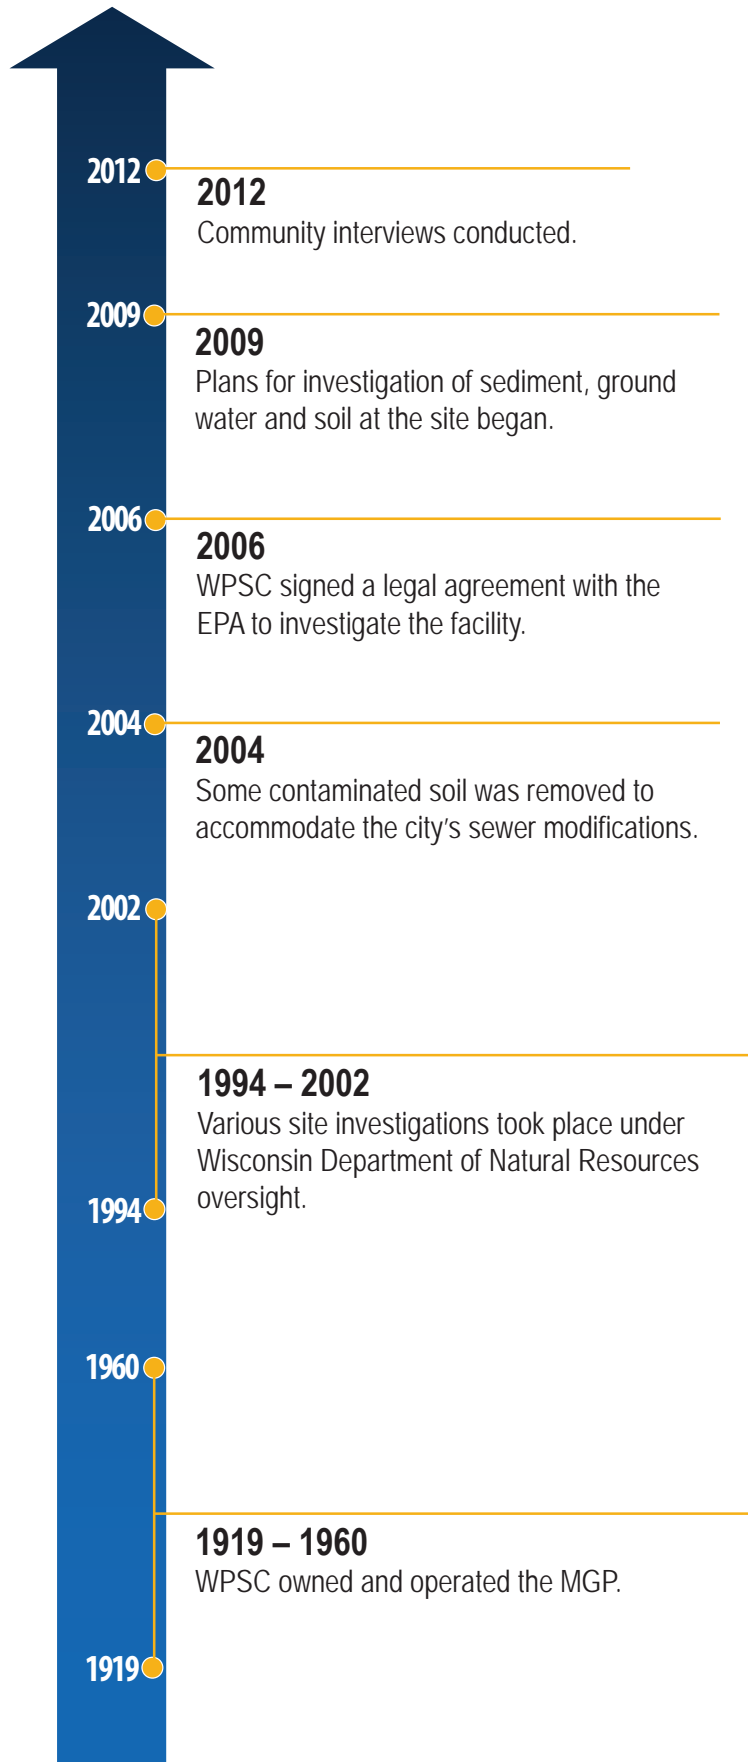 2012
2012
Community interviews conducted.
2009
2009
Plans for investigation of sediment, ground
water and soil at the site began.
2006
2006
WPSC signed a legal agreement with the
EPA to investigate the facility.
2004
2004
Some contaminated soil was removed to
accommodate the city’s sewer modifications.
2002
1994 – 2002
Various site investigations took place under
Wisconsin Department of Natural Resources
oversight.
1994
1960
1919 – 1960
WPSC owned and operated the MGP.
1919